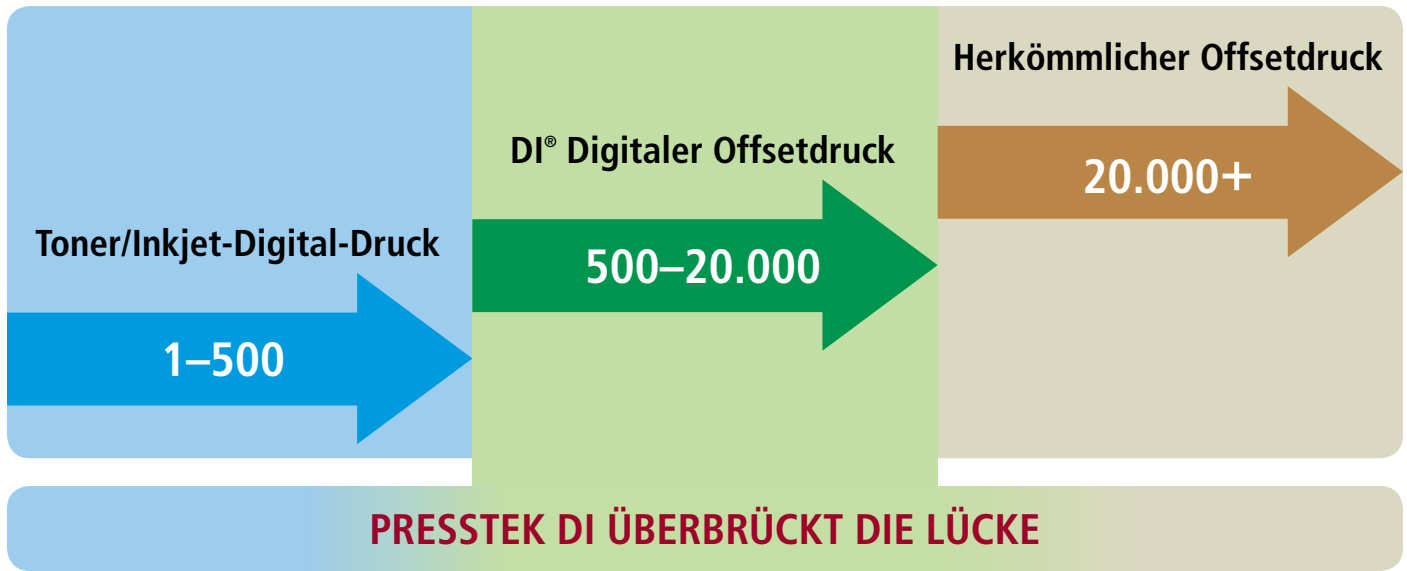 Toner/Inkjet-Digital-Druck
1–500
DI® Digitaler Offsetdruck
500–20.000
Herkömmlicher Offsetdruck
20.000+
PRESSTEK DI ÜBERBRÜCKT DIE LÜCKE